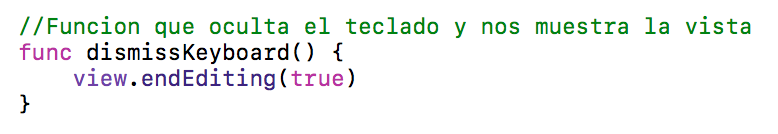 //Funcion que oculta el teclado y nos muestra la vista
func dismissKeyboard() {
    view.endEditing(true)
}